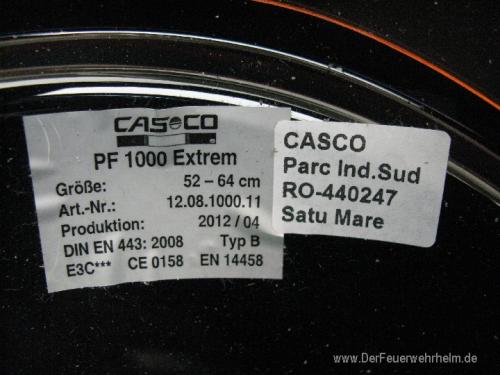 CASCO
PF 1000 Extrem
Größe: 52 – 64 cm
Art.-Nr.: 12.08.1000.11
Produktion: 2012 / 04
DIN EN 443: 2008 Typ B
E3C*** CE 0158 EN 14458
CASCO
Parc Ind.Sud
RO-440247
Satu Mare
www.DerFeuerwehrhelm.de